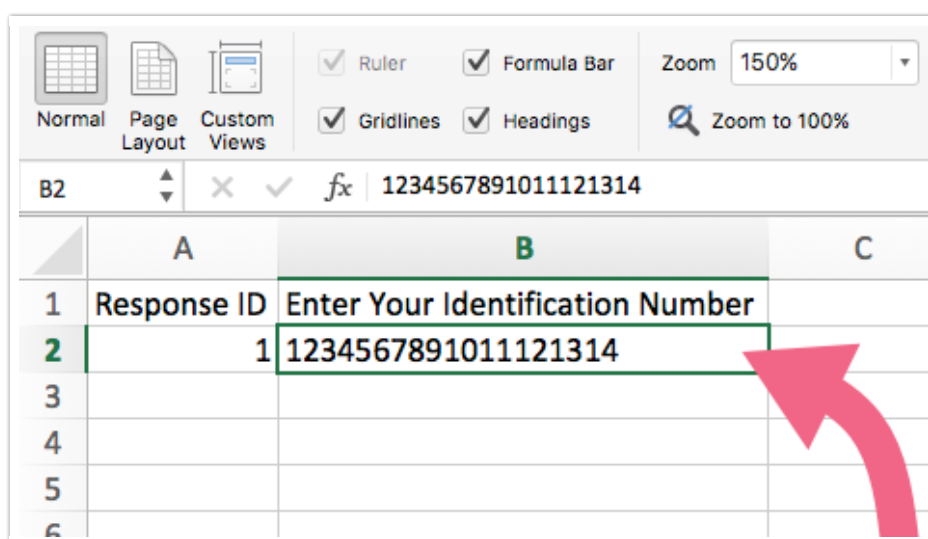 Normal
Page Layout
Custom Views
Ruler
Formula Bar
Zoom 150%
Gridlines
Headings
Zoom to 100%
B2
fx 1234567891011121314
A B C
1 Response ID Enter Your Identification Number
2 1 1234567891011121314
3
4
5
6